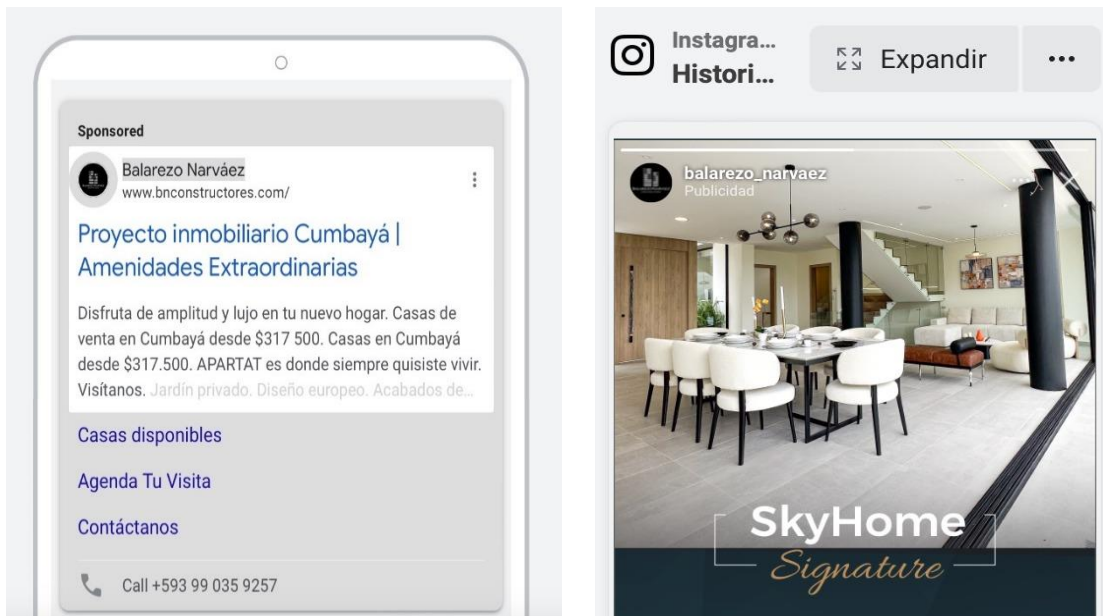 Sponsored
Balarezo Narváez
www.bnconstructores.com/
Proyecto inmobiliario Cumbayá |
Amenidades Extraordinarias
Disfruta de amplitud y lujo en tu nuevo hogar. Casas de
venta en Cumbayá desde $317 500. Casas en Cumbayá
desde $317.500. APARTAT es donde siempre quisiste vivir.
Visítanos. Jardín privado. Diseño europeo. Acabados de...
Casas disponibles
Agenda Tu Visita
Contáctanos
Call +593 99 035 9257
Instagra...
Histori...
Expandir
balarezo_narvaez
Publicidad
SkyHome
Signature